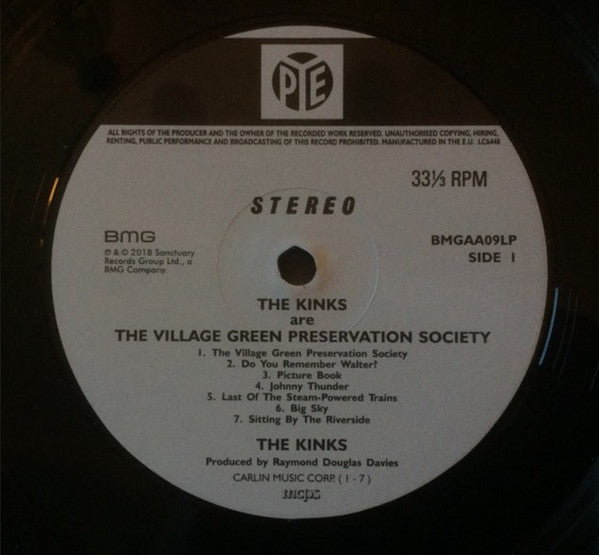 PYE
ALL RIGHTS OF THE PRODUCER AND THE OWNER OF THE RECORDED WORK RESERVED. UNAUTHORISED COPYING, HIRING,
RENTING, PUBLIC PERFORMANCE AND BROADCASTING OF THIS RECORD PROHIBITED. MANUFACTURED IN THE E.U. LC6448
33⅓ RPM
STEREO
BMG
℗ & © 2018 Sanctuary
Records Group Ltd., a
BMG Company.
BMGAA09LP
SIDE 1
THE KINKS
are
THE VILLAGE GREEN PRESERVATION SOCIETY
1. The Village Green Preservation Society
2. Do You Remember Walter?
3. Picture Book
4. Johnny Thunder
5. Last Of The Steam-Powered Trains
6. Big Sky
7. Sitting By The Riverside
THE KINKS
Produced by Raymond Douglas Davies
CARLIN MUSIC CORP. ( 1 - 7 )
mcps